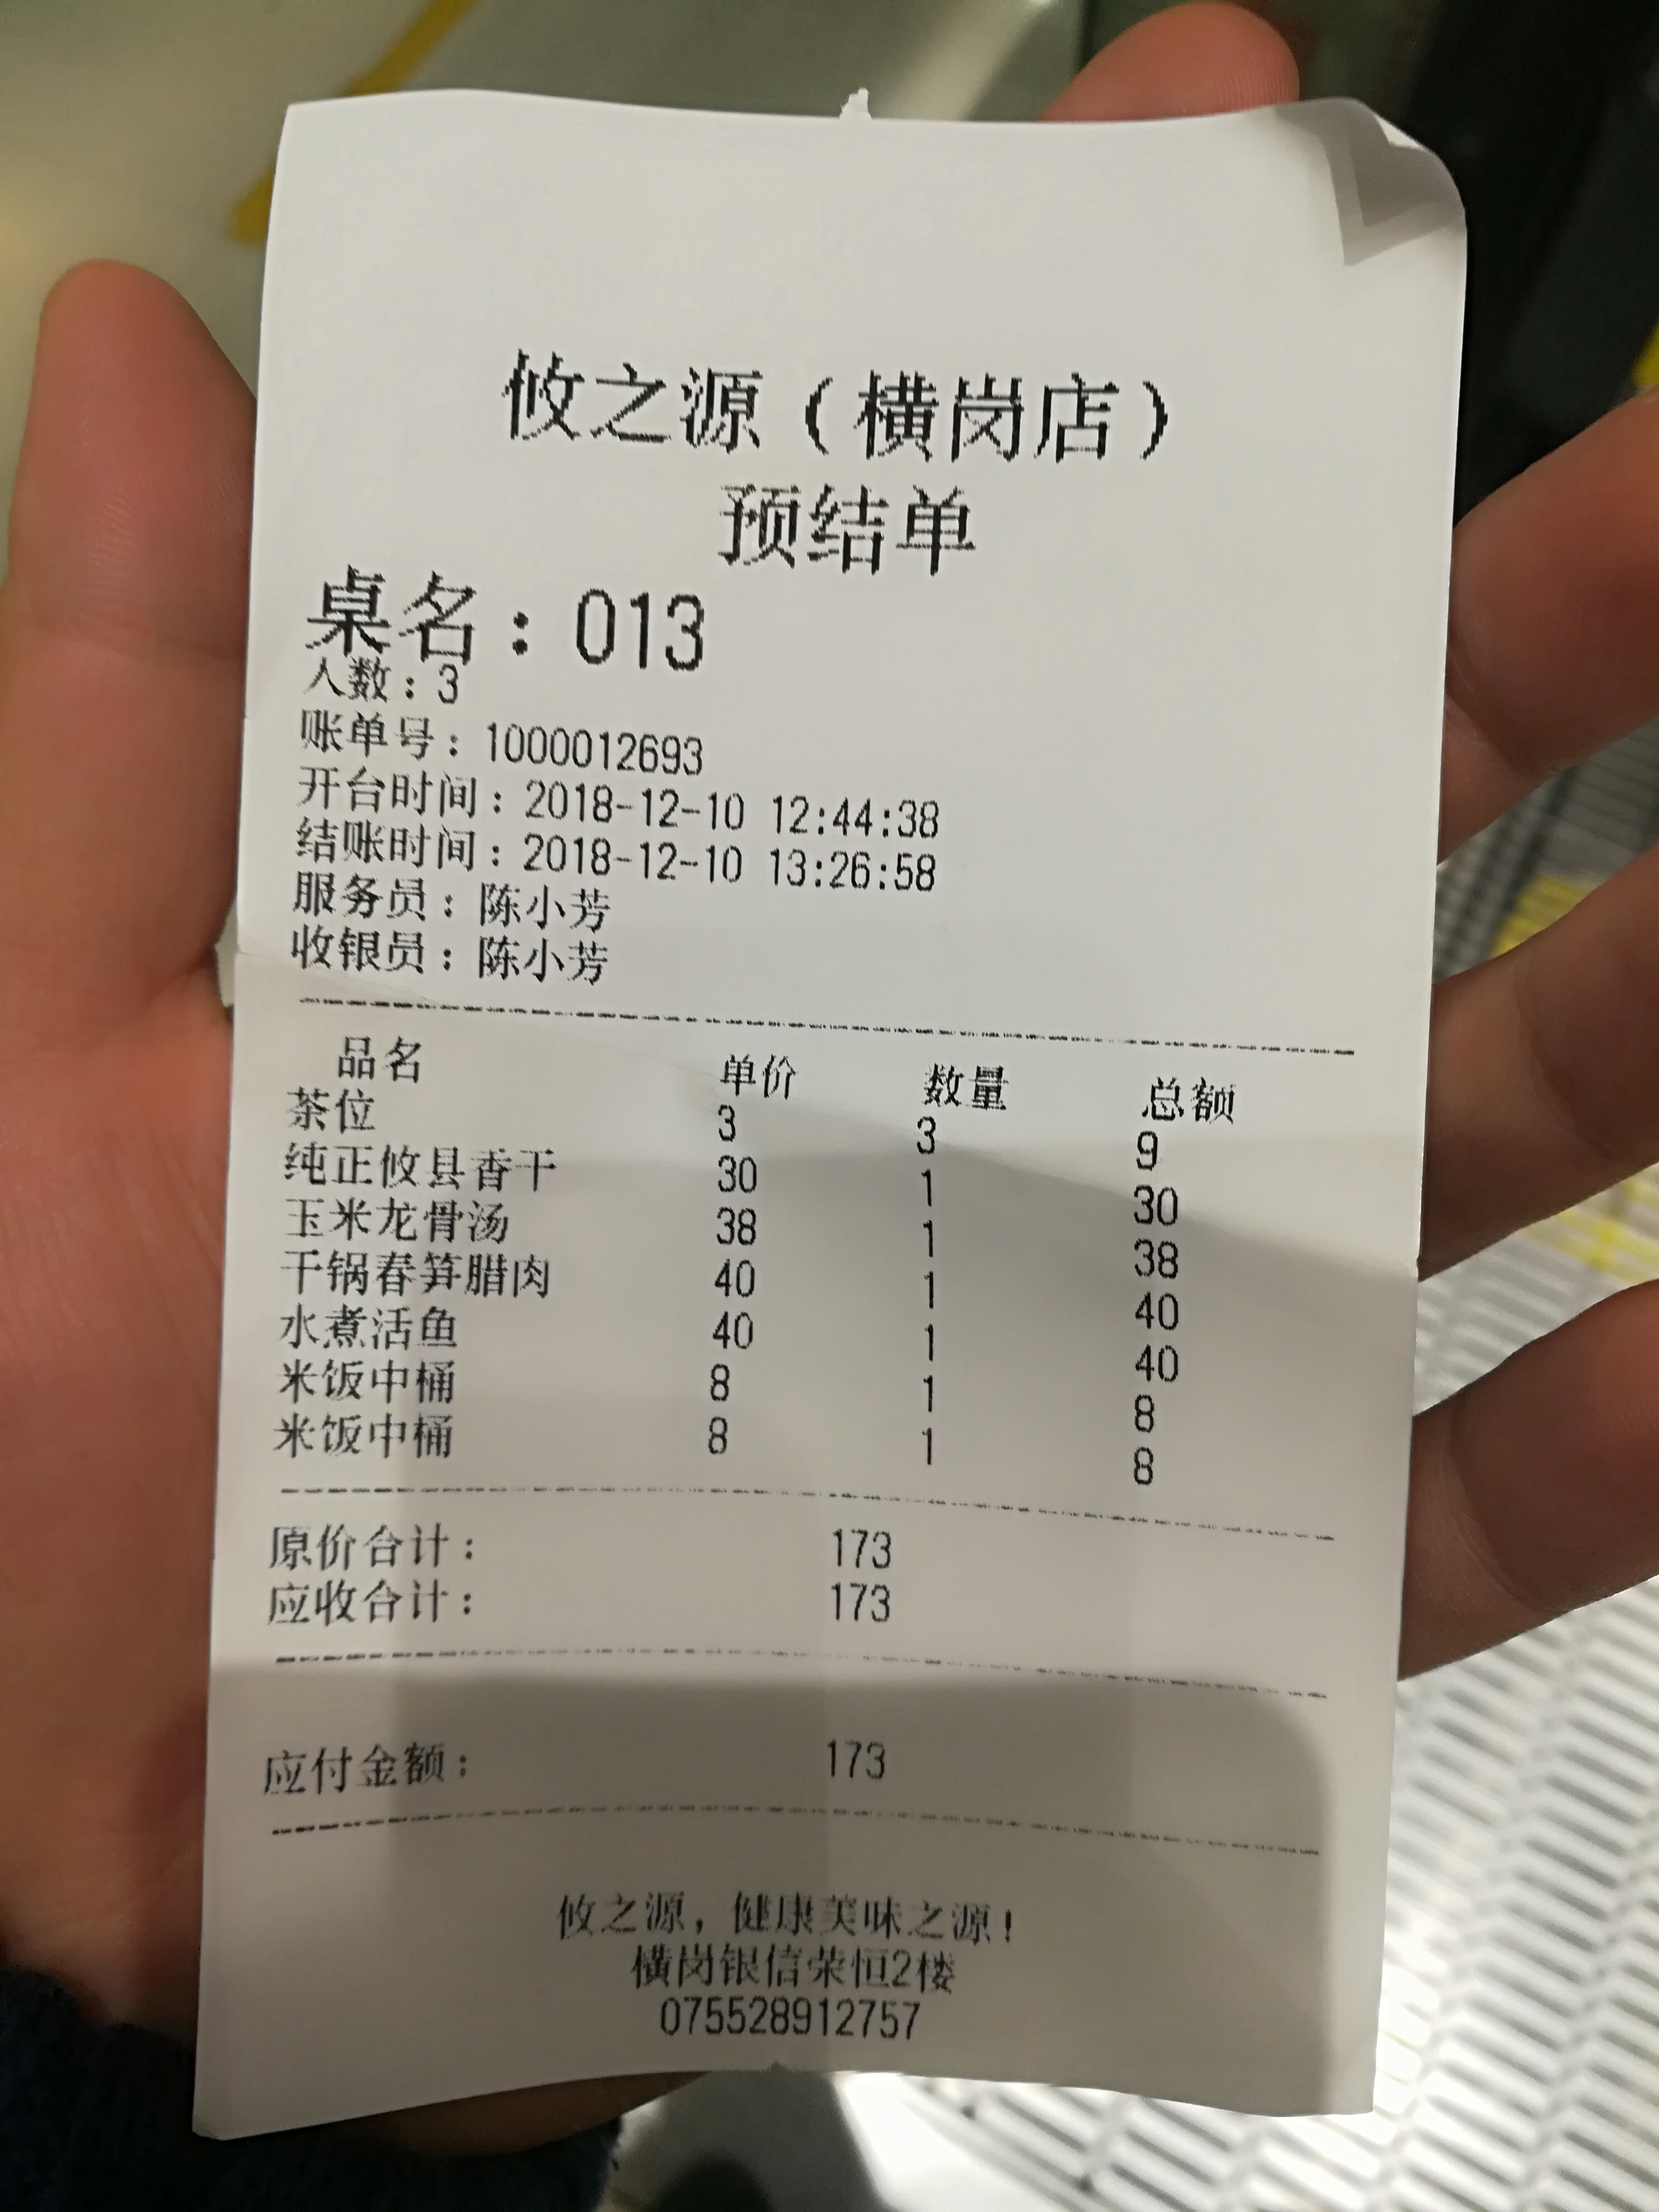 攸之源（横岗店）
预结单
桌名：013
人数：3
账单号：1000012693
开台时间：2018-12-10 12:44:38
结账时间：2018-12-10 13:26:58
服务员：陈小芳
收银员：陈小芳
品名 单价 数量 总额
茶位 3 3 9
纯正攸县香干 30 1 30
玉米龙骨汤 38 1 38
干锅春笋腊肉 40 1 40
水煮活鱼 40 1 40
米饭中桶 8 1 8
米饭中桶 8 1 8
原价合计： 173
应收合计： 173
应付金额： 173
攸之源，健康美味之源！
横岗银信荣恒2楼
075528912757